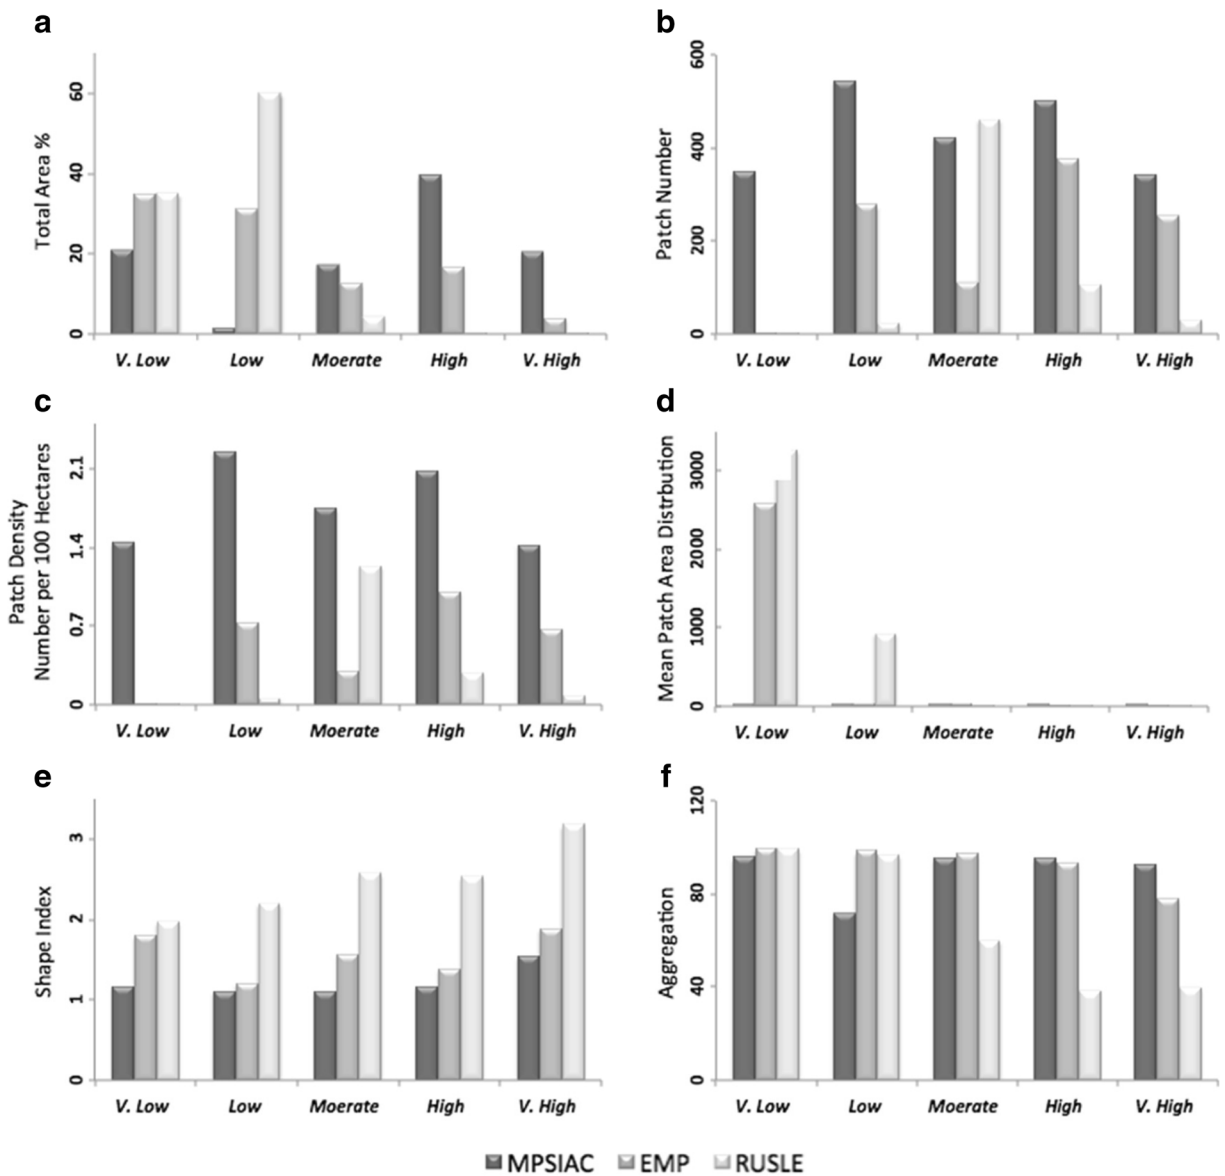 a
Total Area %
60
40
20
0
V. Low Low Moerate High V. High
b
Patch Number
600
400
200
0
V. Low Low Moerate High V. High
c
Patch Density
Number per 100 Hectares
2.1
1.4
0.7
0
V. Low Low Moerate High V. High
d
Mean Patch Area Distrbution
3000
2000
1000
0
V. Low Low Moerate High V. High
e
Shape Index
3
2
1
0
V. Low Low Moerate High V. High
f
Aggregation
120
80
40
0
V. Low Low Moerate High V. High
MPSIAC EMP RUSLE